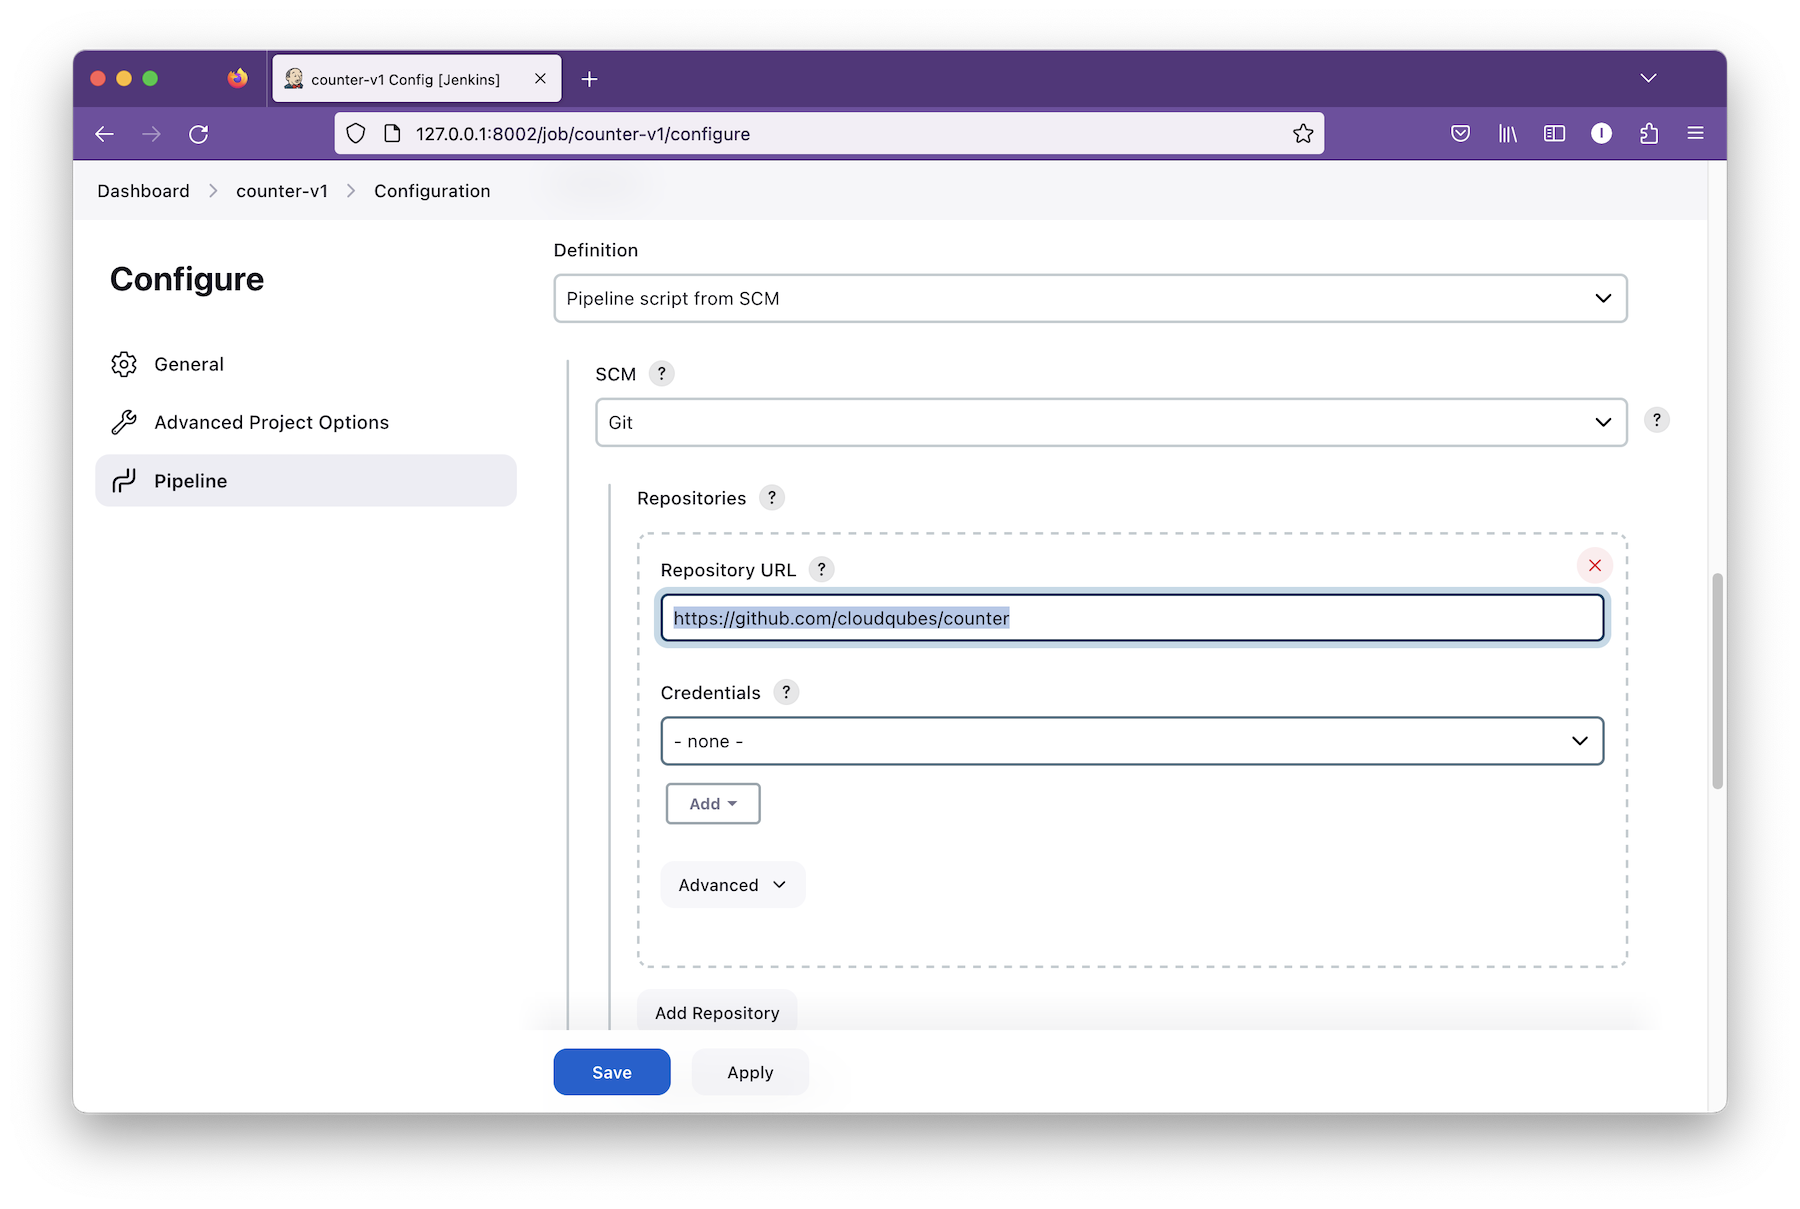 counter-v1 Config [Jenkins]
127.0.0.1:8002/job/counter-v1/configure
Dashboard
counter-v1
Configuration
Configure
General
Advanced Project Options
Pipeline
Definition
Pipeline script from SCM
SCM ?
Git
?
Repositories ?
Repository URL ?
https://github.com/cloudqubes/counter
Credentials ?
- none -
Add
Advanced
Add Repository
Save
Apply